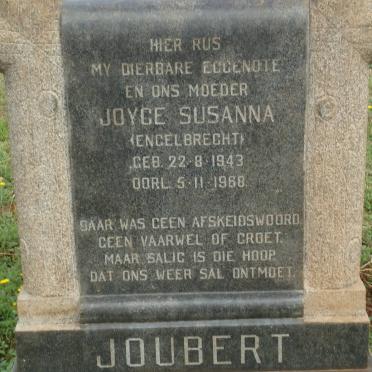 HIER RUS
MY DIERBARE EGGENOTE
EN ONS MOEDER
JOYCE SUSANNA
(ENGELBRECHT)
GEB. 22-8-1943
OORL. 5-11-1968
DAAR WAS GEEN AFSKEIDSWOORD
GEEN VAARWEL OF GROET.
MAAR SALIG IS DIE HOOP
DAT ONS WEER SAL ONTMOET.
JOUBERT